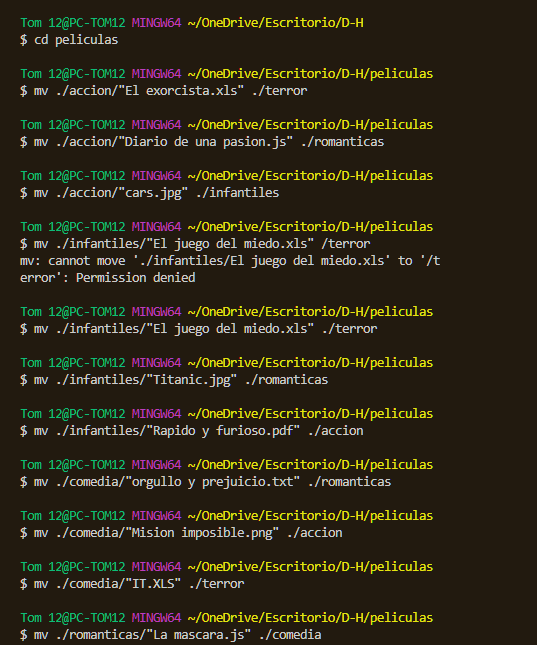 Tom 12@PC-TOM12 MINGW64 ~/OneDrive/Escritorio/D-H
$ cd peliculas
Tom 12@PC-TOM12 MINGW64 ~/OneDrive/Escritorio/D-H/peliculas
$ mv ./accion/"El exorcista.xls" ./terror
Tom 12@PC-TOM12 MINGW64 ~/OneDrive/Escritorio/D-H/peliculas
$ mv ./accion/"Diario de una pasion.js" ./romanticas
Tom 12@PC-TOM12 MINGW64 ~/OneDrive/Escritorio/D-H/peliculas
$ mv ./accion/"cars.jpg" ./infantiles
Tom 12@PC-TOM12 MINGW64 ~/OneDrive/Escritorio/D-H/peliculas
$ mv ./infantiles/"El juego del miedo.xls" /terror
mv: cannot move './infantiles/El juego del miedo.xls' to '/t
error': Permission denied
Tom 12@PC-TOM12 MINGW64 ~/OneDrive/Escritorio/D-H/peliculas
$ mv ./infantiles/"El juego del miedo.xls" ./terror
Tom 12@PC-TOM12 MINGW64 ~/OneDrive/Escritorio/D-H/peliculas
$ mv ./infantiles/"Titanic.jpg" ./romanticas
Tom 12@PC-TOM12 MINGW64 ~/OneDrive/Escritorio/D-H/peliculas
$ mv ./infantiles/"Rapido y furioso.pdf" ./accion
Tom 12@PC-TOM12 MINGW64 ~/OneDrive/Escritorio/D-H/peliculas
$ mv ./comedia/"orgullo y prejuicio.txt" ./romanticas
Tom 12@PC-TOM12 MINGW64 ~/OneDrive/Escritorio/D-H/peliculas
$ mv ./comedia/"Mision imposible.png" ./accion
Tom 12@PC-TOM12 MINGW64 ~/OneDrive/Escritorio/D-H/peliculas
$ mv ./comedia/"IT.XLS" ./terror
Tom 12@PC-TOM12 MINGW64 ~/OneDrive/Escritorio/D-H/peliculas
$ mv ./romanticas/"La mascara.js" ./comedia